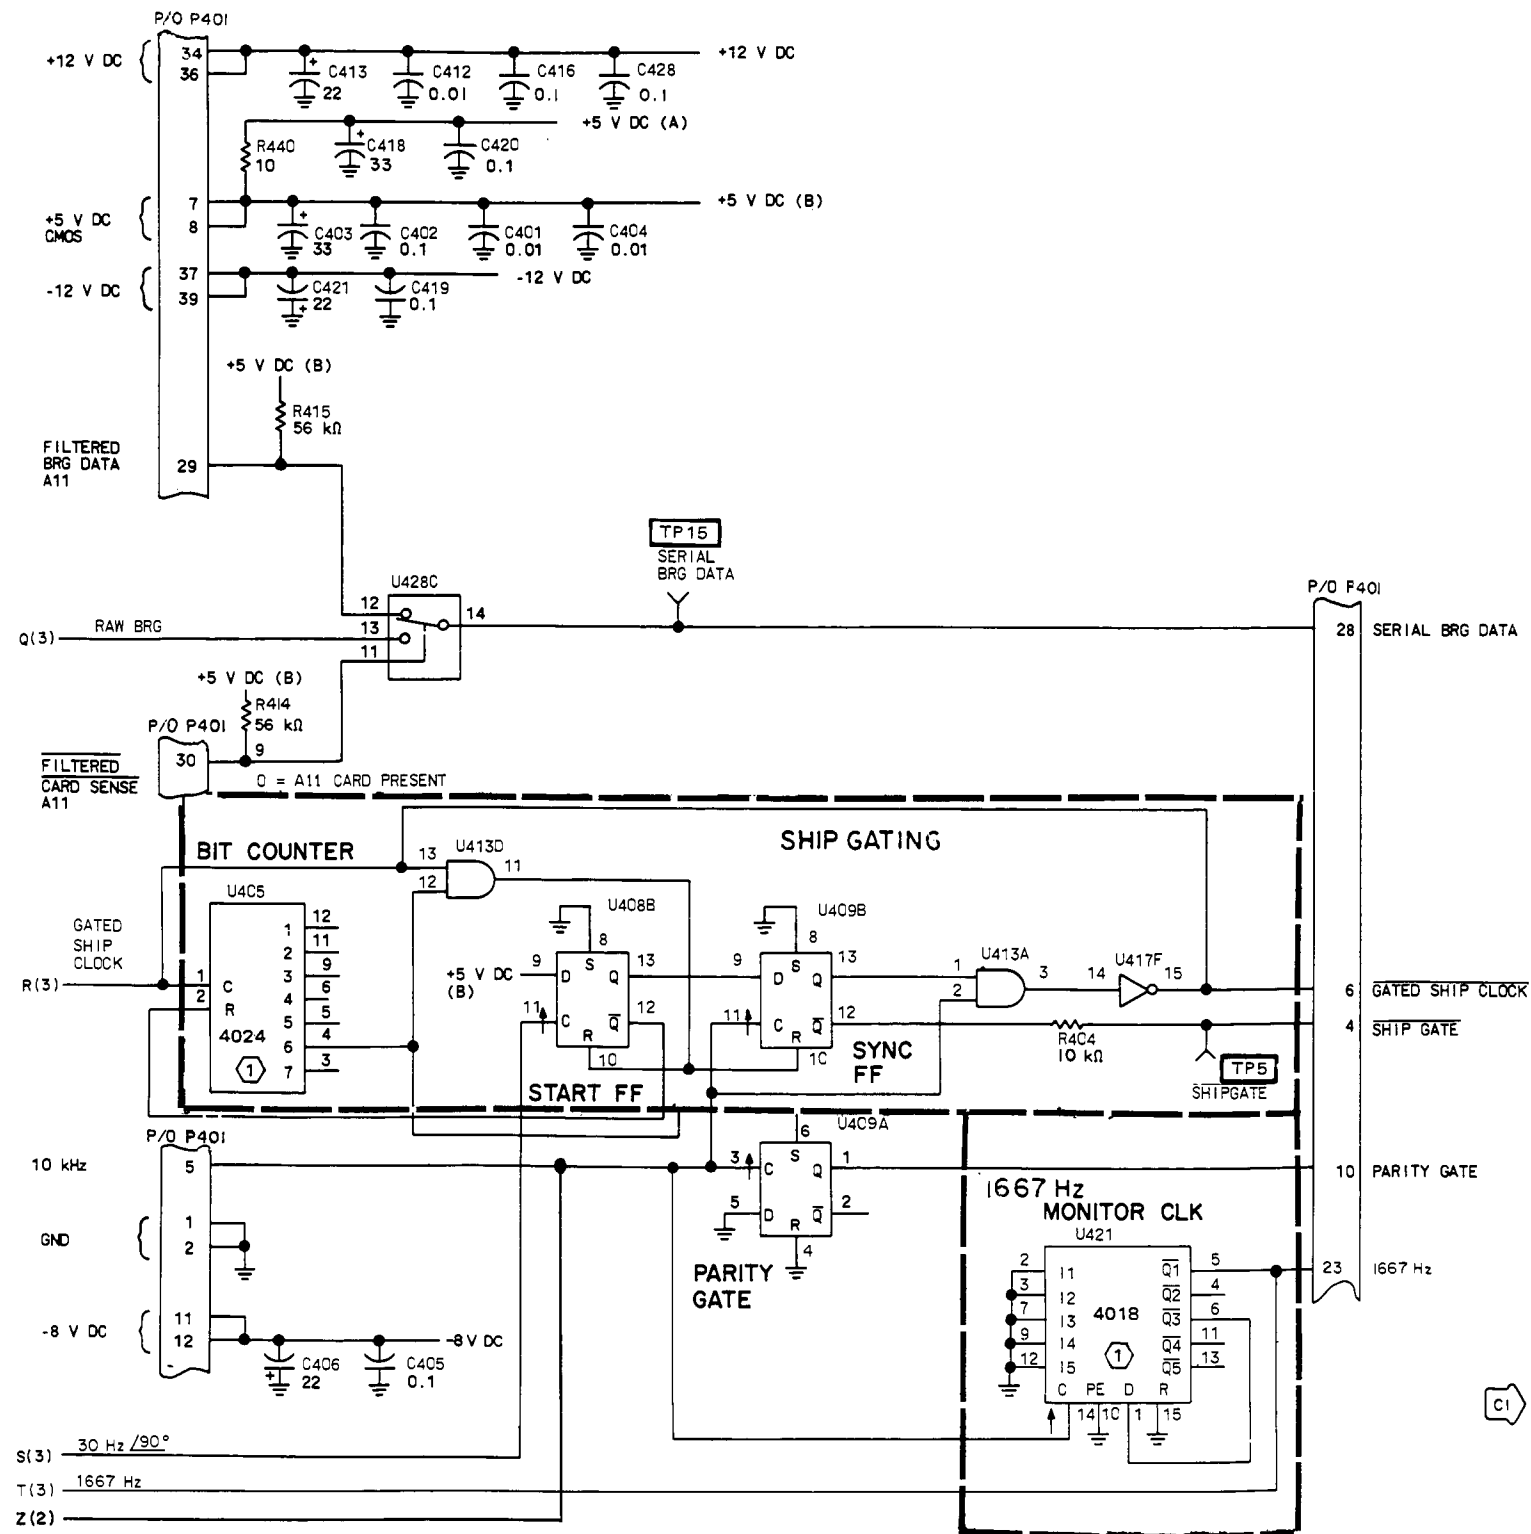 P/O P401
+12 V DC
34
36
C413
22
C412
0.01
C416
0.1
C428
0.1
+12 V DC
R440
10
C418
33
C420
0.1
+5 V DC (A)
+5 V DC
CMOS
7
8
C403
33
C402
0.1
C401
0.01
C404
0.01
+5 V DC (B)
-12 V DC
37
39
C421
22
C419
0.1
-12 V DC
+5 V DC (B)
R415
56 kΩ
FILTERED
BRG DATA
A11
29
TP15
SERIAL
BRG DATA
U428C
12
13
11
14
Q(3)
RAW BRG
P/O P401
28
SERIAL BRG DATA
+5 V DC (B)
R414
56 kΩ
P/O P401
30
9
FILTERED
CARD SENSE
A11
0 = A11 CARD PRESENT
BIT COUNTER
SHIP GATING
U413D
13
12
11
U405
GATED
SHIP
CLOCK
R(3)
1
2
C
R
4024
1
1 12
2 11
3 9
4 6
5 5
6 4
7 3
U408B
+5 V DC
(B)
9
11
8
13
12
10
D S Q
C R Q
START FF
U409B
9
11
8
13
12
10
D S Q
C R Q
SYNC
FF
U413A
1
2
3
U417F
14
15
6
GATED SHIP CLOCK
4
SHIP GATE
R404
10 kΩ
TP5
SHIPGATE
P/O P401
10 kHz
5
U409A
6
3
5
1
2
4
C S Q
D R Q
PARITY
GATE
10
PARITY GATE
GND
1
2
1667 Hz
MONITOR CLK
U421
2 I1
3 I2
7 I3
9 I4
12 I5
4018
1
Q1 5
Q2 4
Q3 6
Q4 11
Q5 13
C PE D R
14 10 1 15
23
1667 Hz
-8 V DC
11
12
C406
22
C405
0.1
-8 V DC
C1
S(3)
30 Hz /90°
T(3)
1667 Hz
Z(2)